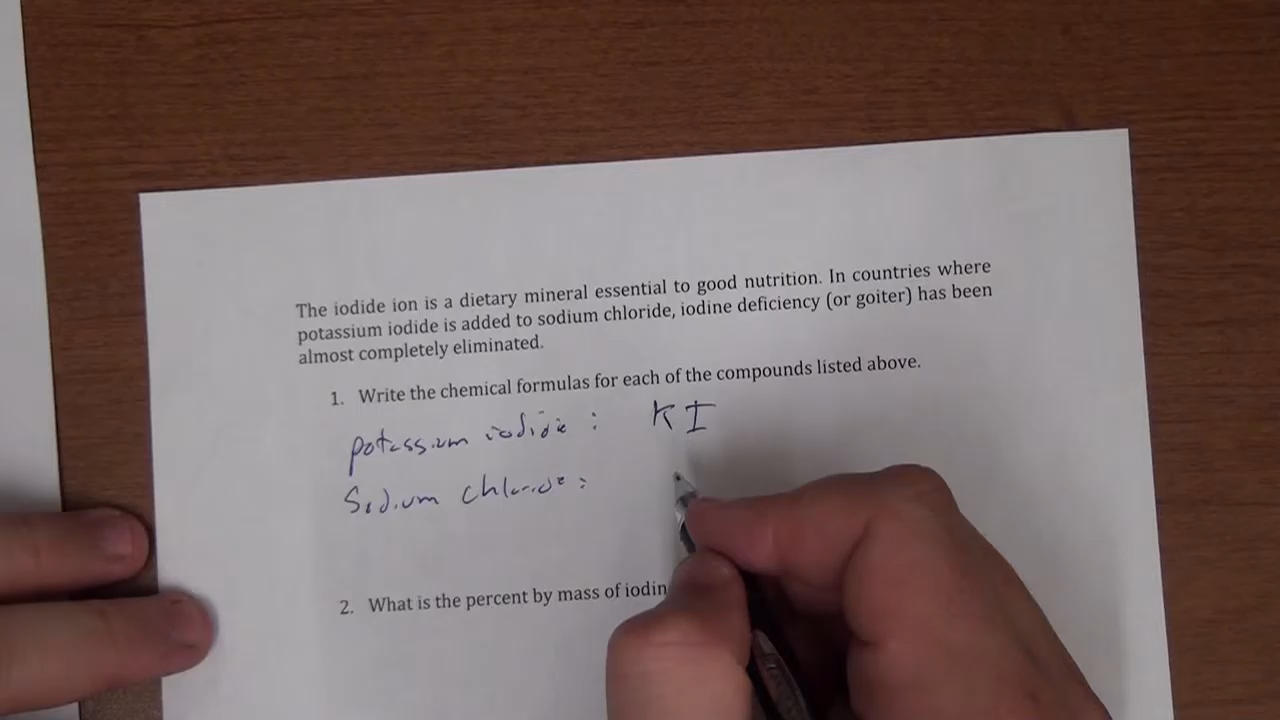 The iodide ion is a dietary mineral essential to good nutrition. In countries where
potassium iodide is added to sodium chloride, iodine deficiency (or goiter) has been
almost completely eliminated.
1. Write the chemical formulas for each of the compounds listed above.
potassium iodide : KI
Sodium chloride :
2. What is the percent by mass of iodin